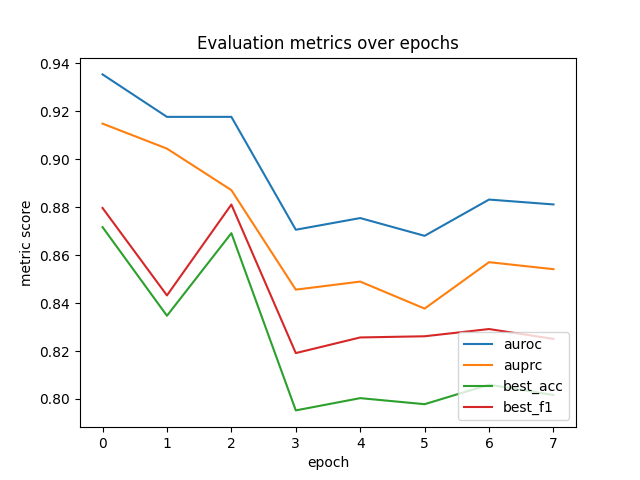 Evaluation metrics over epochs
metric score
0.94
0.92
0.90
0.88
0.86
0.84
0.82
0.80
auroc
auprc
best_acc
best_f1
0 1 2 3 4 5 6 7
epoch